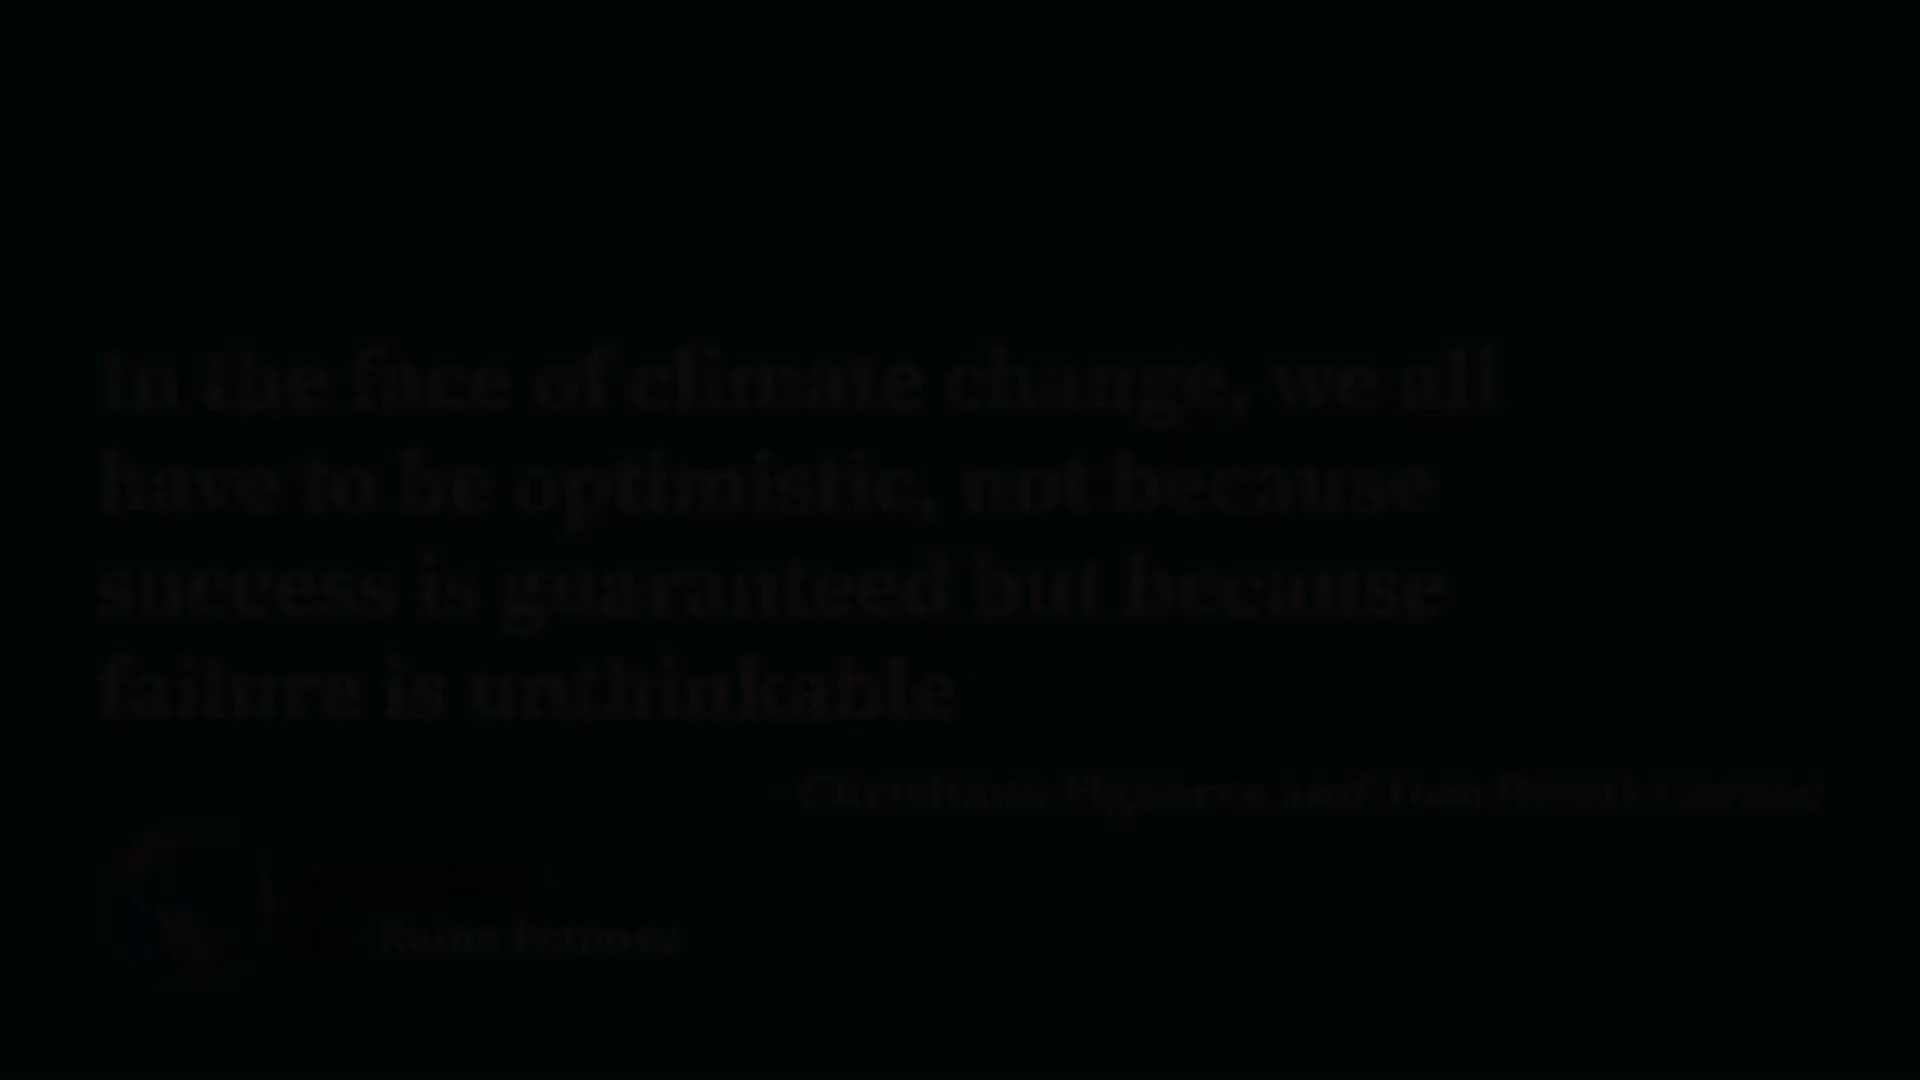 In the face of climate change, we all
have to be optimistic, not because
success is guaranteed but because
failure is unthinkable
Christiana Figueres and Tom Rivett-Carnac
Ivanova